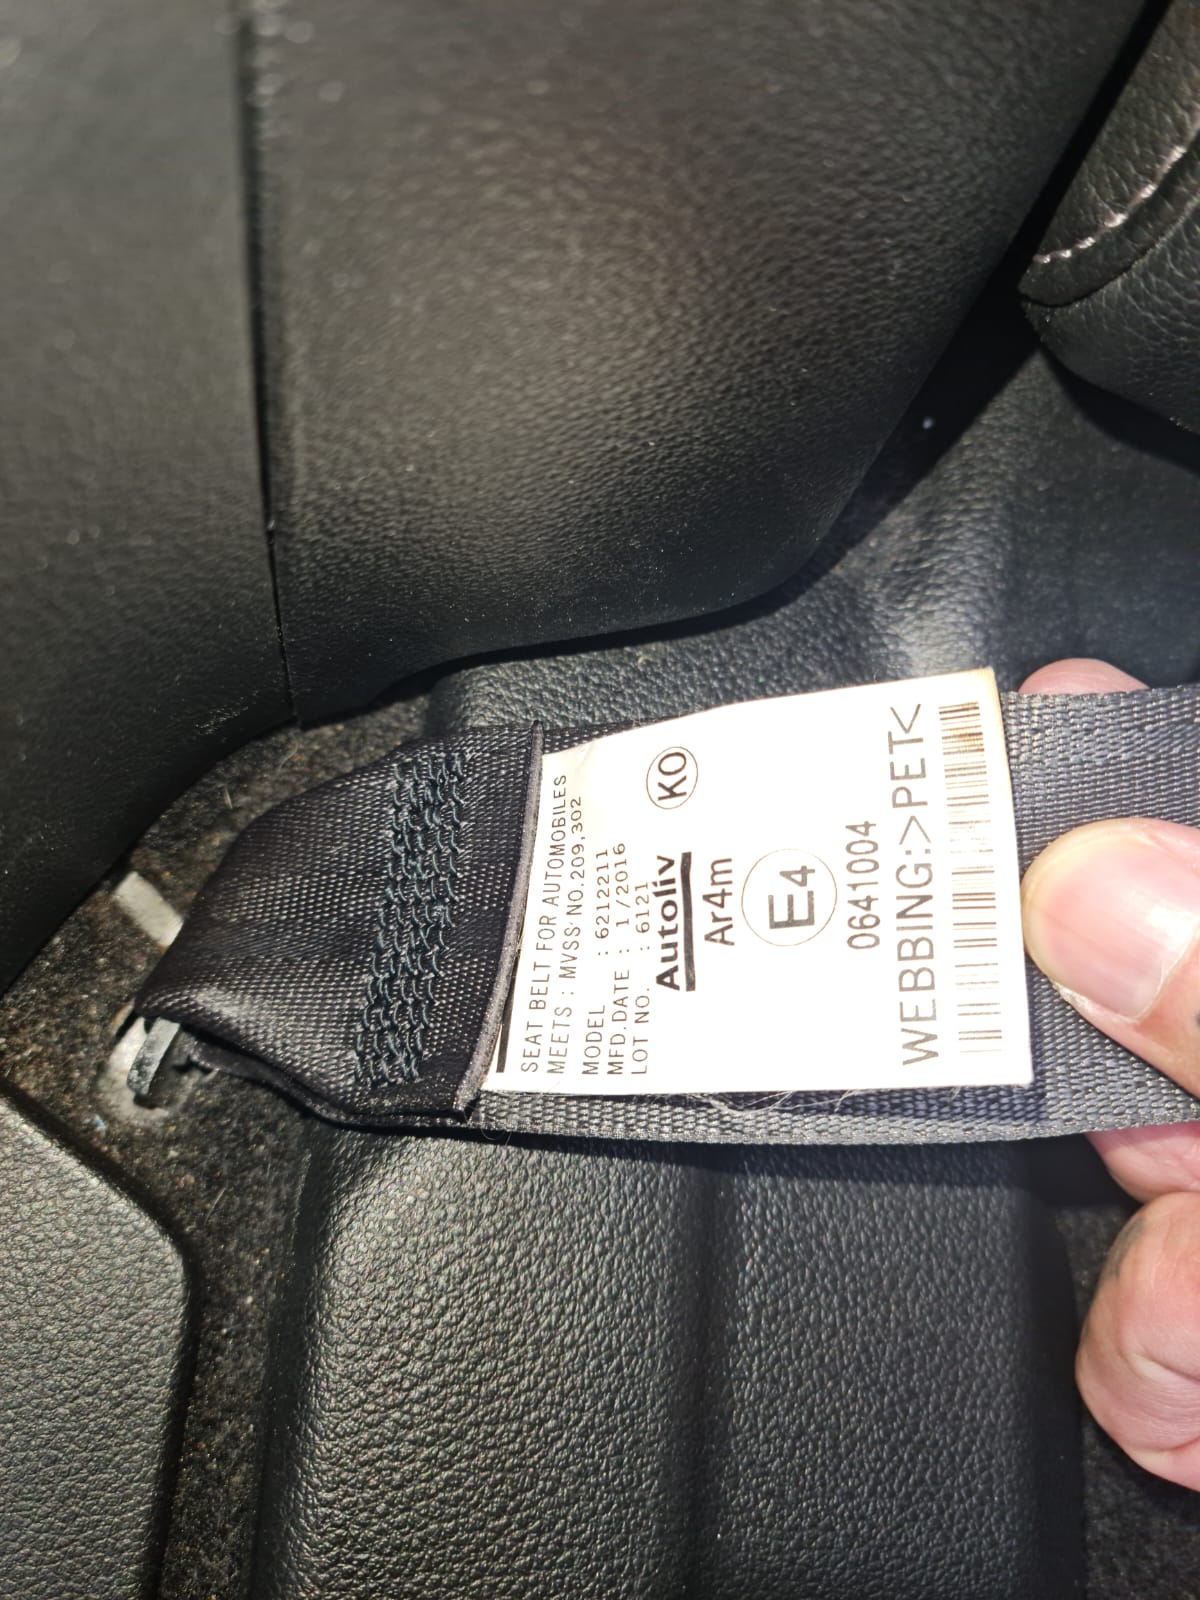 SEAT BELT FOR AUTOMOBILES
MEETS : MVSS·NO.209,302
MODEL : 6212211
MFD.DATE : 1/2016
LOT NO. : 6121
Autoliv
KO
Ar4m
E4
0641004
WEBBING:>PET<